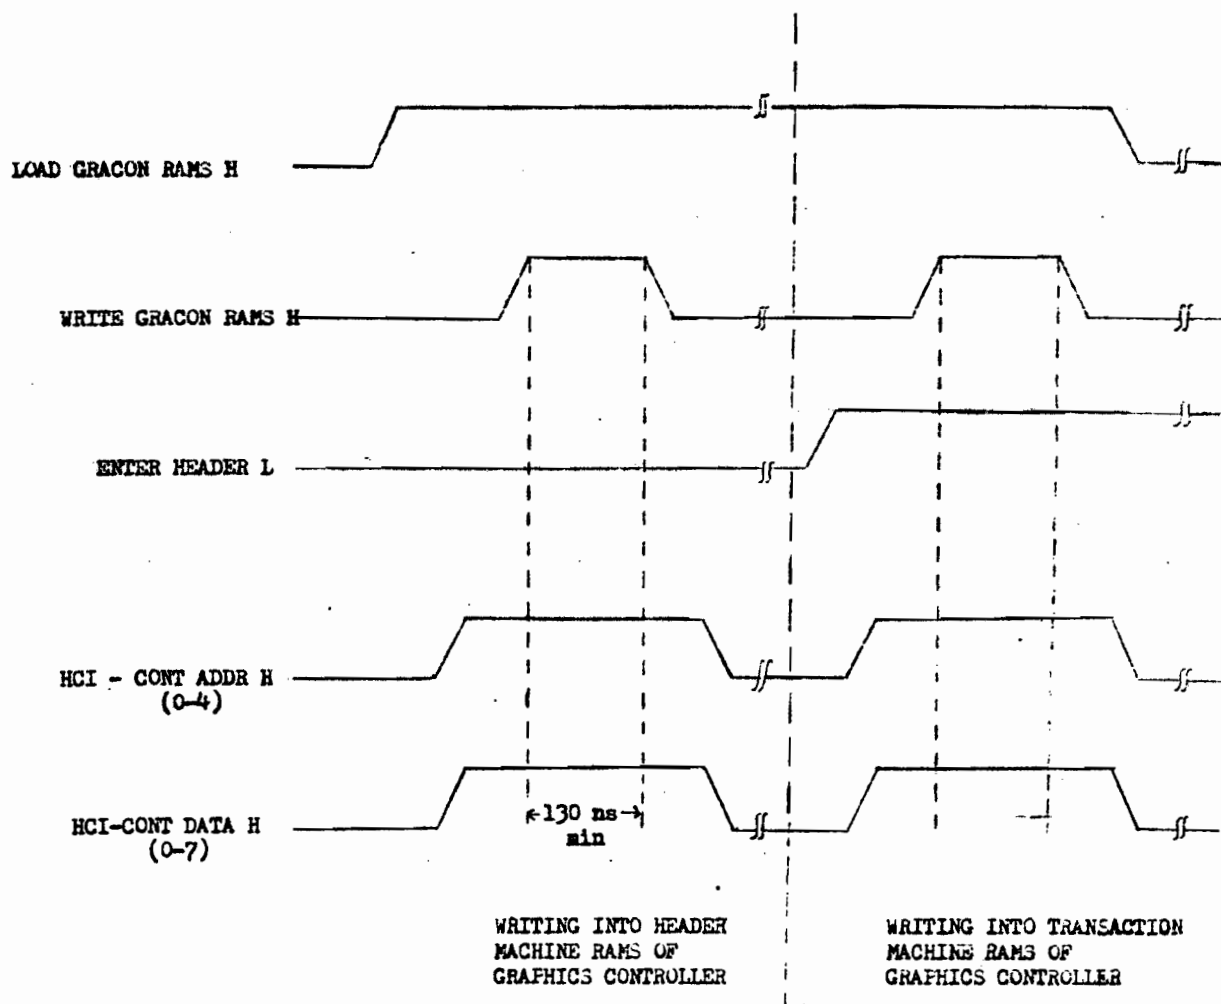 LOAD GRACON RAMS H
WRITE GRACON RAMS H
ENTER HEADER L
HCI - CONT ADDR H
(0-4)
HCI-CONT DATA H
(0-7)
130 ns
min
WRITING INTO HEADER
MACHINE RAMS OF
GRAPHICS CONTROLLER
WRITING INTO TRANSACTION
MACHINE RAMS OF
GRAPHICS CONTROLLER